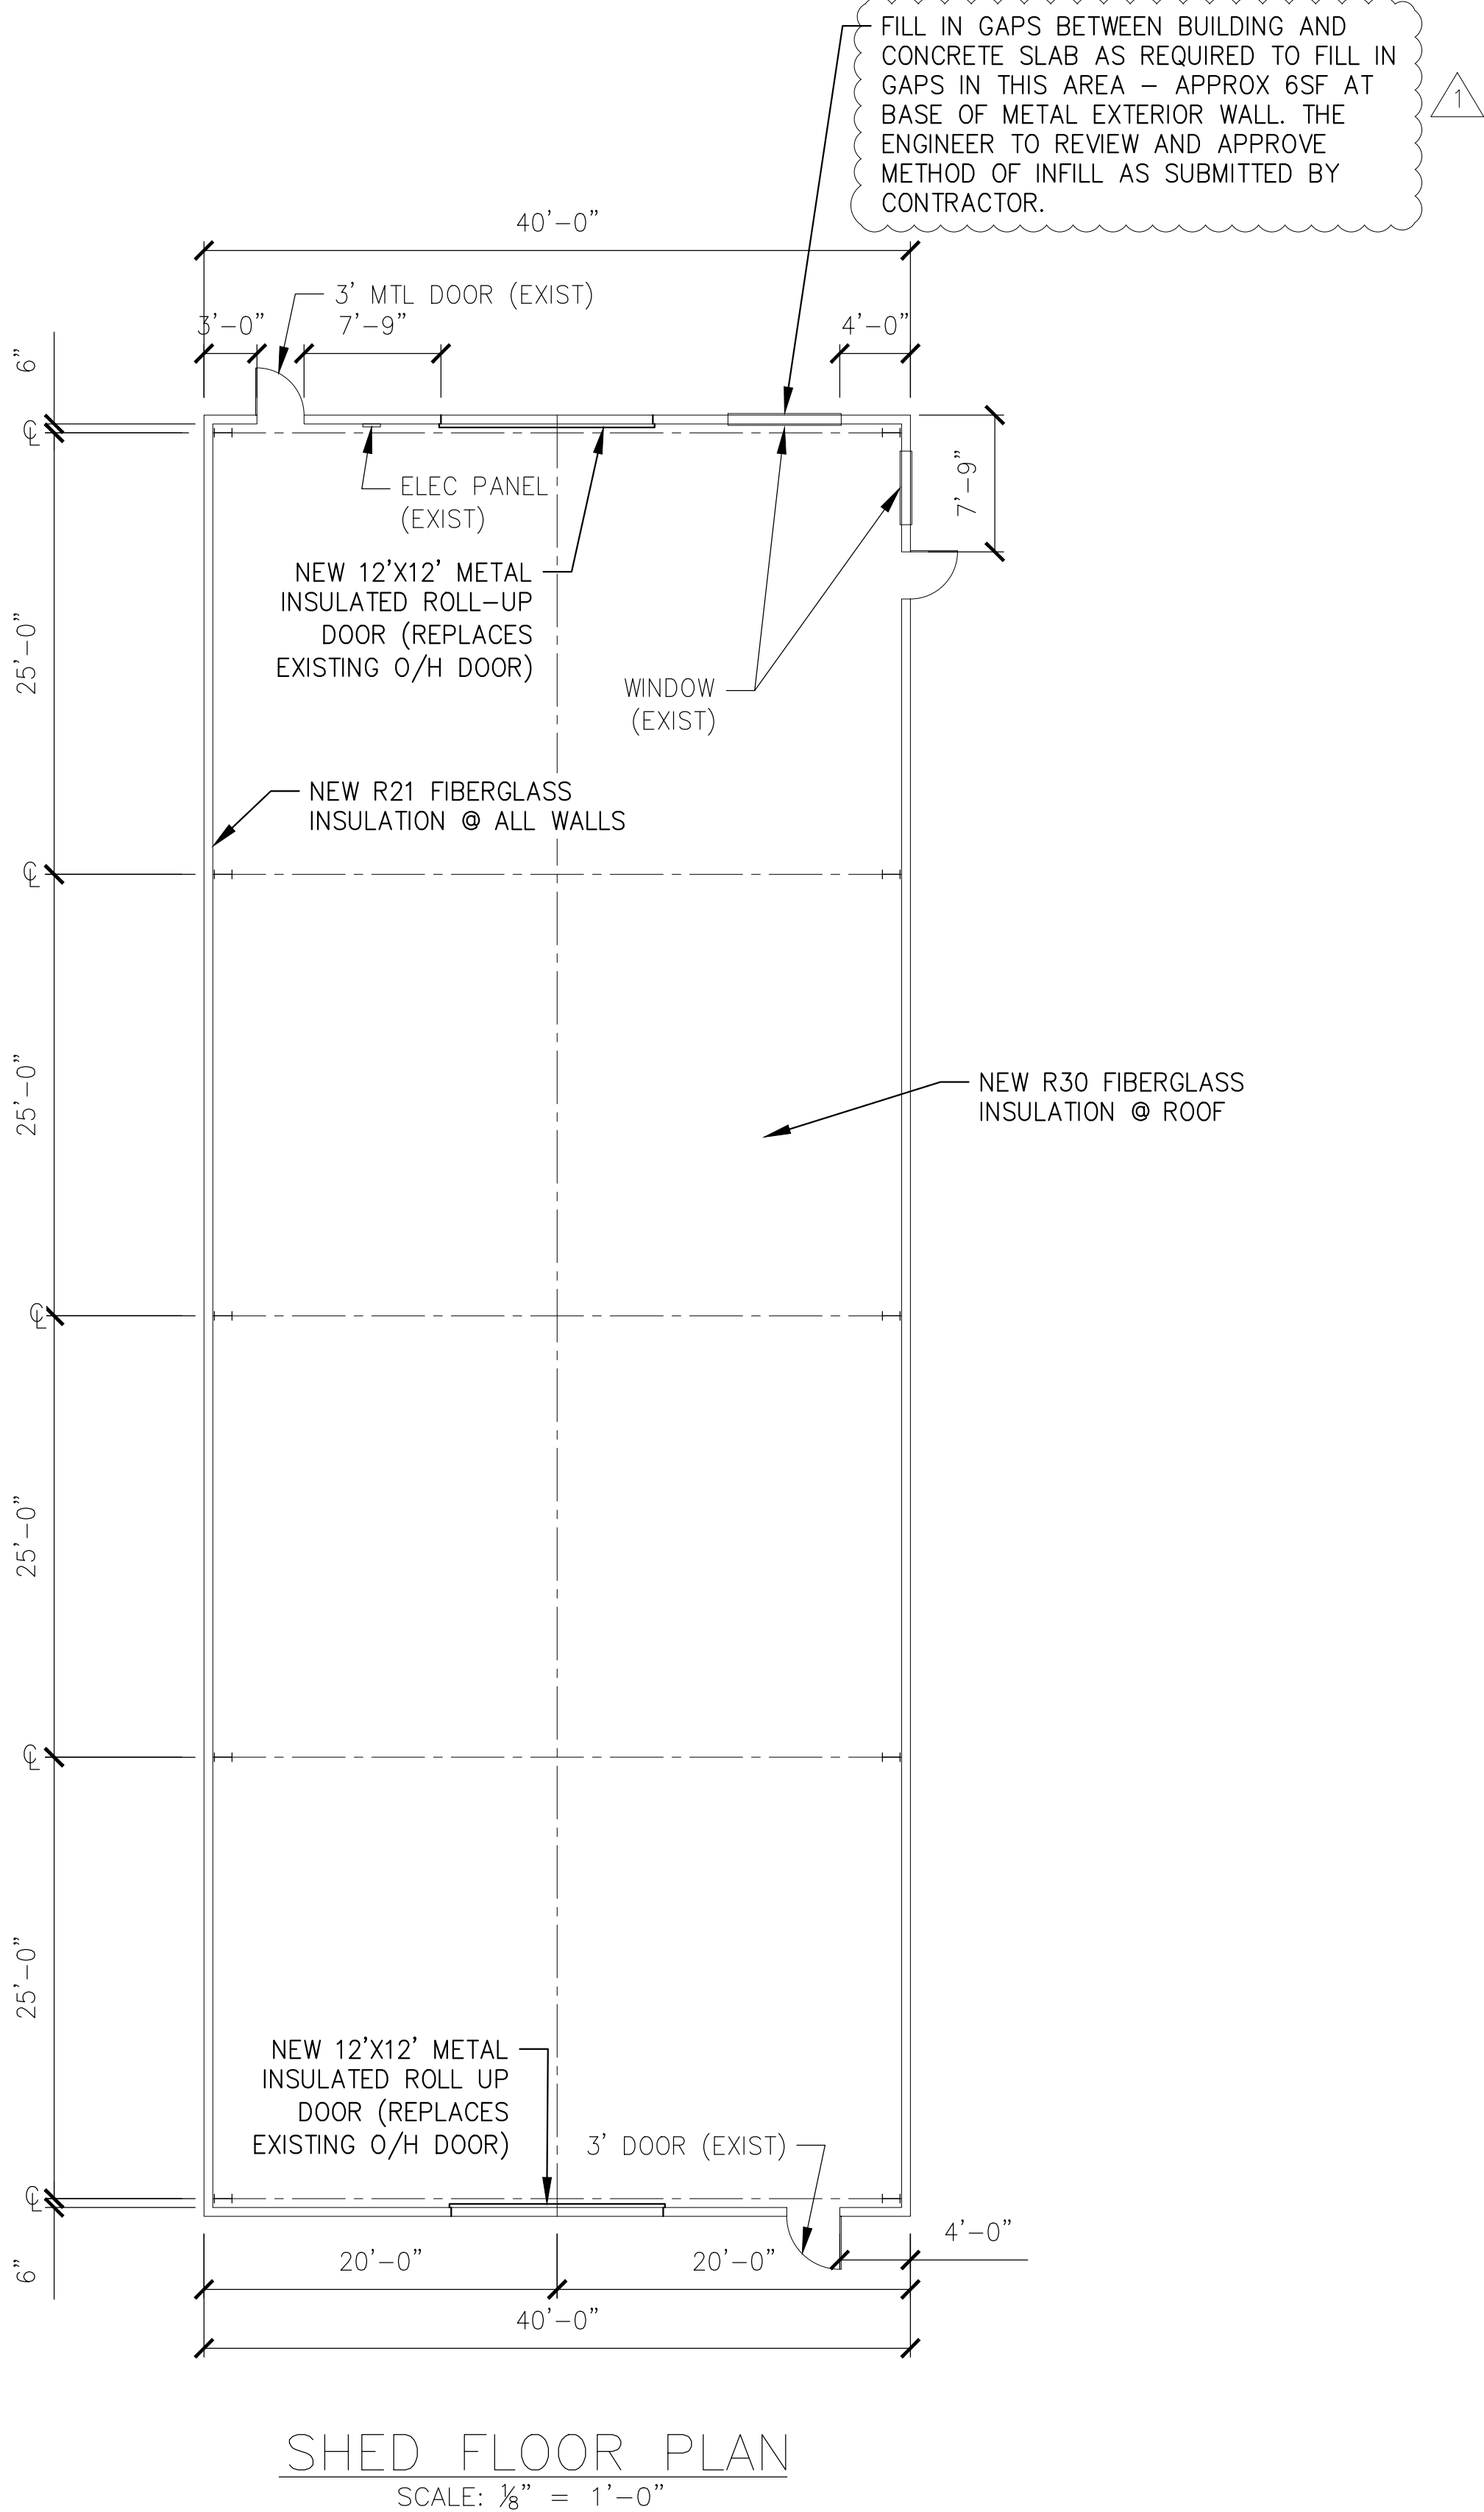 FILL IN GAPS BETWEEN BUILDING AND
CONCRETE SLAB AS REQUIRED TO FILL IN
GAPS IN THIS AREA – APPROX 6SF AT
BASE OF METAL EXTERIOR WALL. THE
ENGINEER TO REVIEW AND APPROVE
METHOD OF INFILL AS SUBMITTED BY
CONTRACTOR.
1
40'–0"
3' MTL DOOR (EXIST)
3'–0"
7'–9"
4'–0"
6"
℄
7'–9"
ELEC PANEL
(EXIST)
NEW 12'X12' METAL
INSULATED ROLL–UP
DOOR (REPLACES
EXISTING O/H DOOR)
25'–0"
WINDOW
(EXIST)
NEW R21 FIBERGLASS
INSULATION @ ALL WALLS
℄
25'–0"
NEW R30 FIBERGLASS
INSULATION @ ROOF
℄
25'–0"
℄
25'–0"
NEW 12'X12' METAL
INSULATED ROLL UP
DOOR (REPLACES
EXISTING O/H DOOR)
3' DOOR (EXIST)
℄
6"
4'–0"
20'–0"
20'–0"
40'–0"
SHED FLOOR PLAN
SCALE: ⅛" = 1'–0"